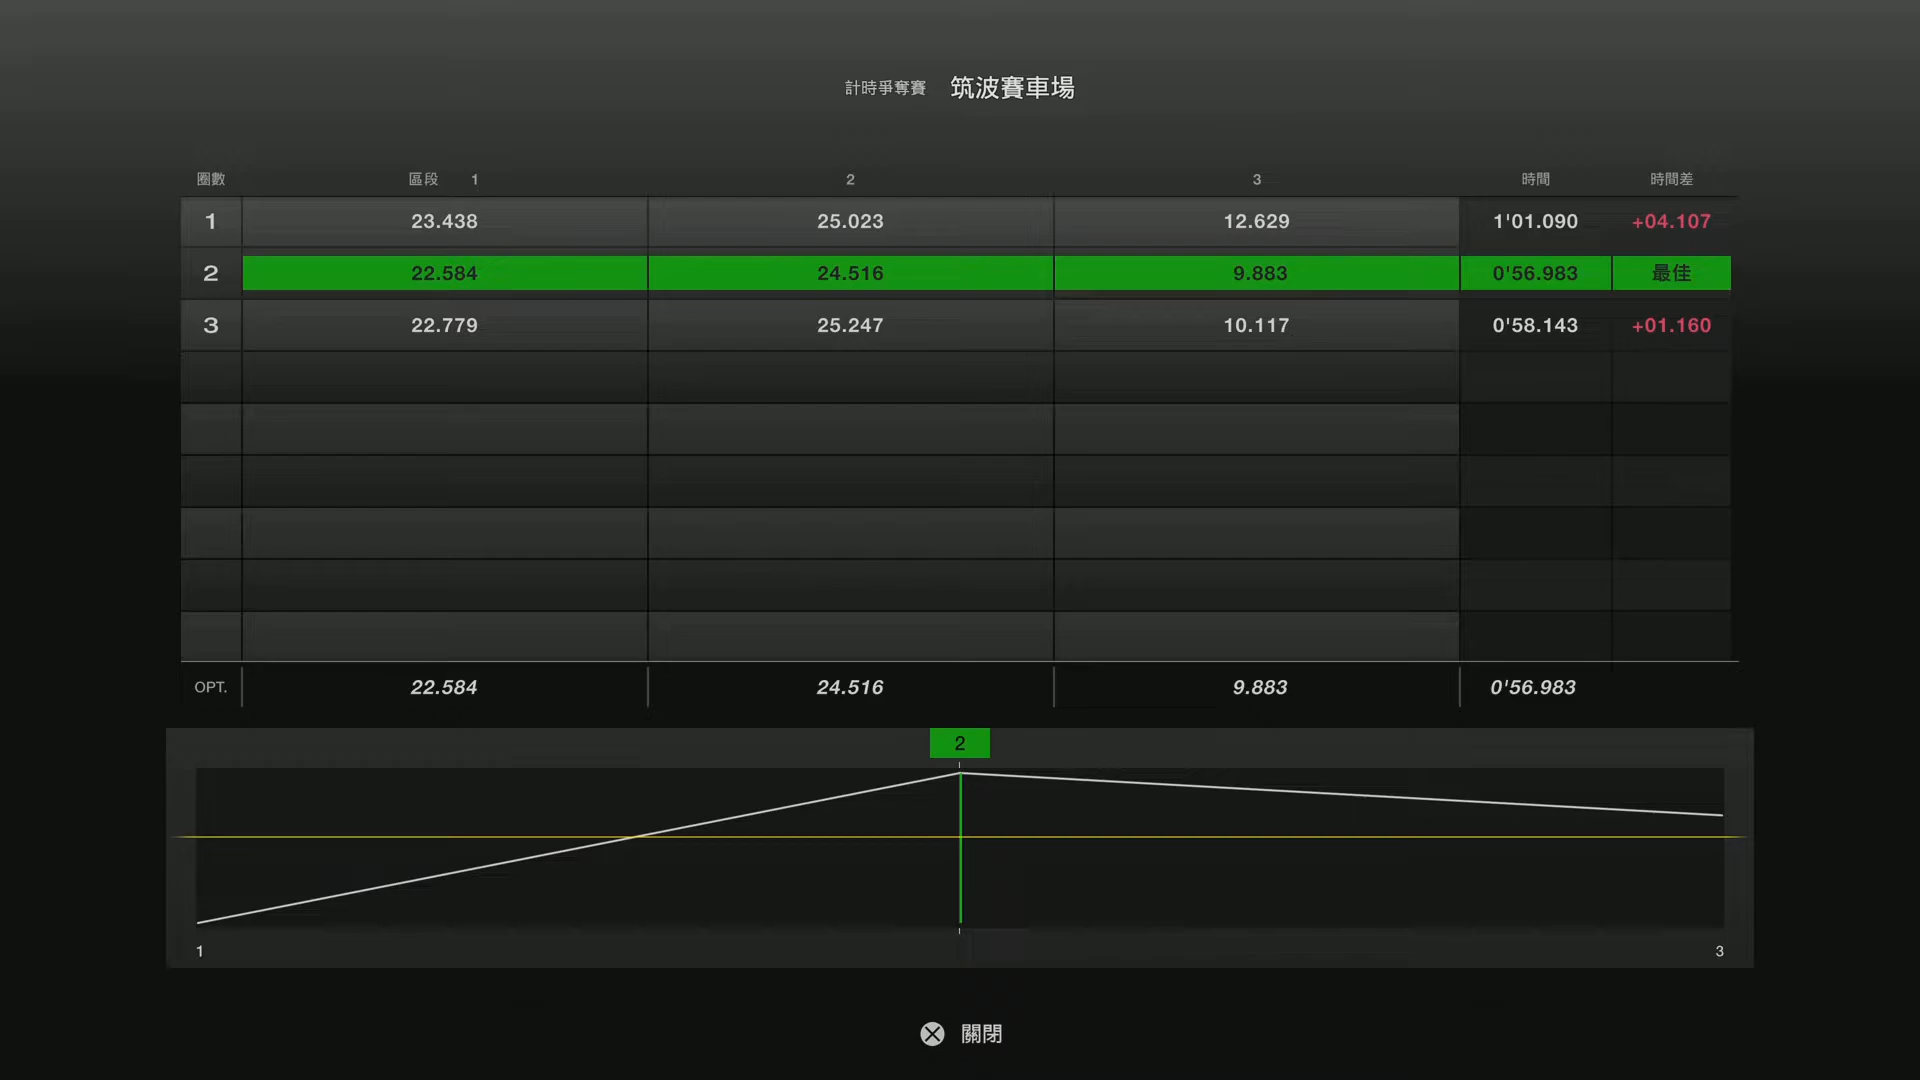 計時爭奪賽 筑波賽車場
圈數 區段 1 2 3 時間 時間差
1 23.438 25.023 12.629 1'01.090 +04.107
2 22.584 24.516 9.883 0'56.983 最佳
3 22.779 25.247 10.117 0'58.143 +01.160
OPT. 22.584 24.516 9.883 0'56.983
2
1 3
關閉